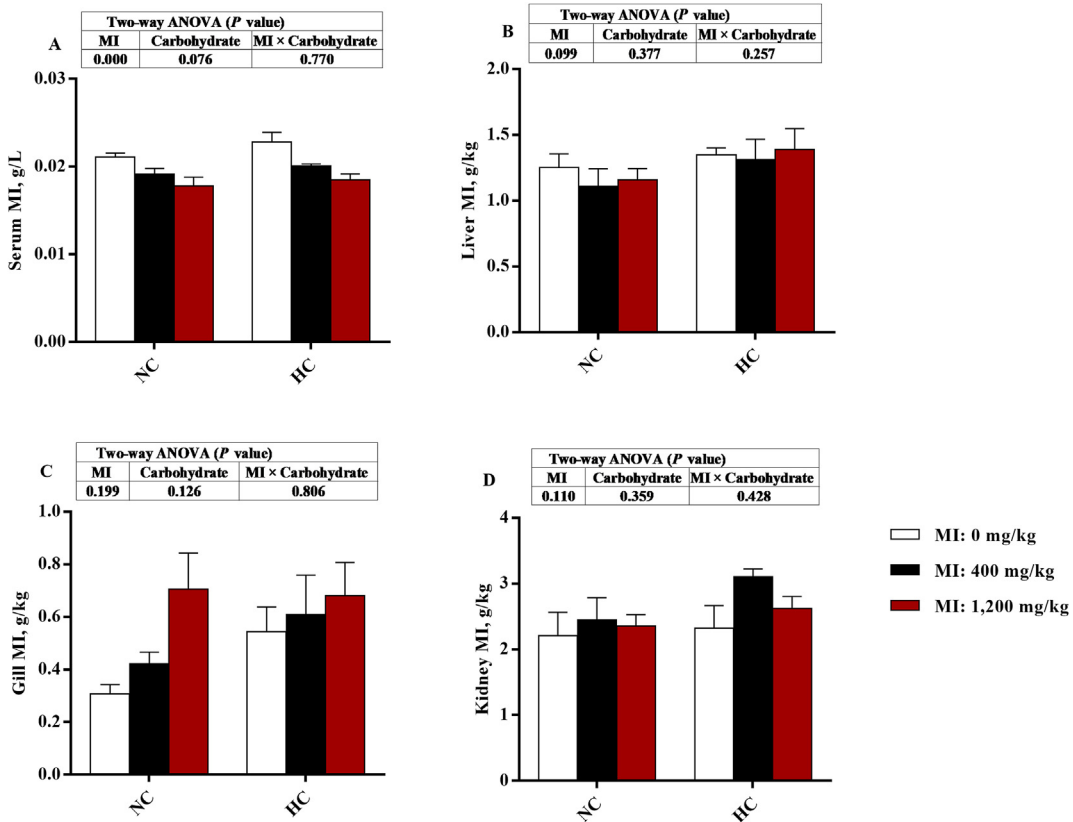 A
Two-way ANOVA (P value)
MI Carbohydrate MI × Carbohydrate
0.000 0.076 0.770
Serum MI, g/L
0.03
0.02
0.01
0.00
NC HC
B
Two-way ANOVA (P value)
MI Carbohydrate MI × Carbohydrate
0.099 0.377 0.257
Liver MI, g/kg
2.0
1.5
1.0
0.5
0.0
NC HC
C
Two-way ANOVA (P value)
MI Carbohydrate MI × Carbohydrate
0.199 0.126 0.806
Gill MI, g/kg
1.0
0.8
0.6
0.4
0.2
0.0
NC HC
D
Two-way ANOVA (P value)
MI Carbohydrate MI × Carbohydrate
0.110 0.359 0.428
Kidney MI, g/kg
4
3
2
1
0
NC HC
MI: 0 mg/kg
MI: 400 mg/kg
MI: 1,200 mg/kg